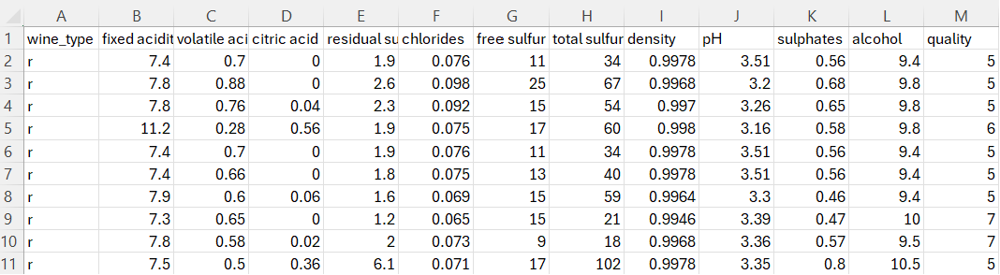 A B C D E F G H I J K L M
1 wine_type fixed acidit volatile aci citric acid residual su chlorides free sulfur total sulfur density pH sulphates alcohol quality
2 r 7.4 0.7 0 1.9 0.076 11 34 0.9978 3.51 0.56 9.4 5
3 r 7.8 0.88 0 2.6 0.098 25 67 0.9968 3.2 0.68 9.8 5
4 r 7.8 0.76 0.04 2.3 0.092 15 54 0.997 3.26 0.65 9.8 5
5 r 11.2 0.28 0.56 1.9 0.075 17 60 0.998 3.16 0.58 9.8 6
6 r 7.4 0.7 0 1.9 0.076 11 34 0.9978 3.51 0.56 9.4 5
7 r 7.4 0.66 0 1.8 0.075 13 40 0.9978 3.51 0.56 9.4 5
8 r 7.9 0.6 0.06 1.6 0.069 15 59 0.9964 3.3 0.46 9.4 5
9 r 7.3 0.65 0 1.2 0.065 15 21 0.9946 3.39 0.47 10 7
10 r 7.8 0.58 0.02 2 0.073 9 18 0.9968 3.36 0.57 9.5 7
11 r 7.5 0.5 0.36 6.1 0.071 17 102 0.9978 3.35 0.8 10.5 5